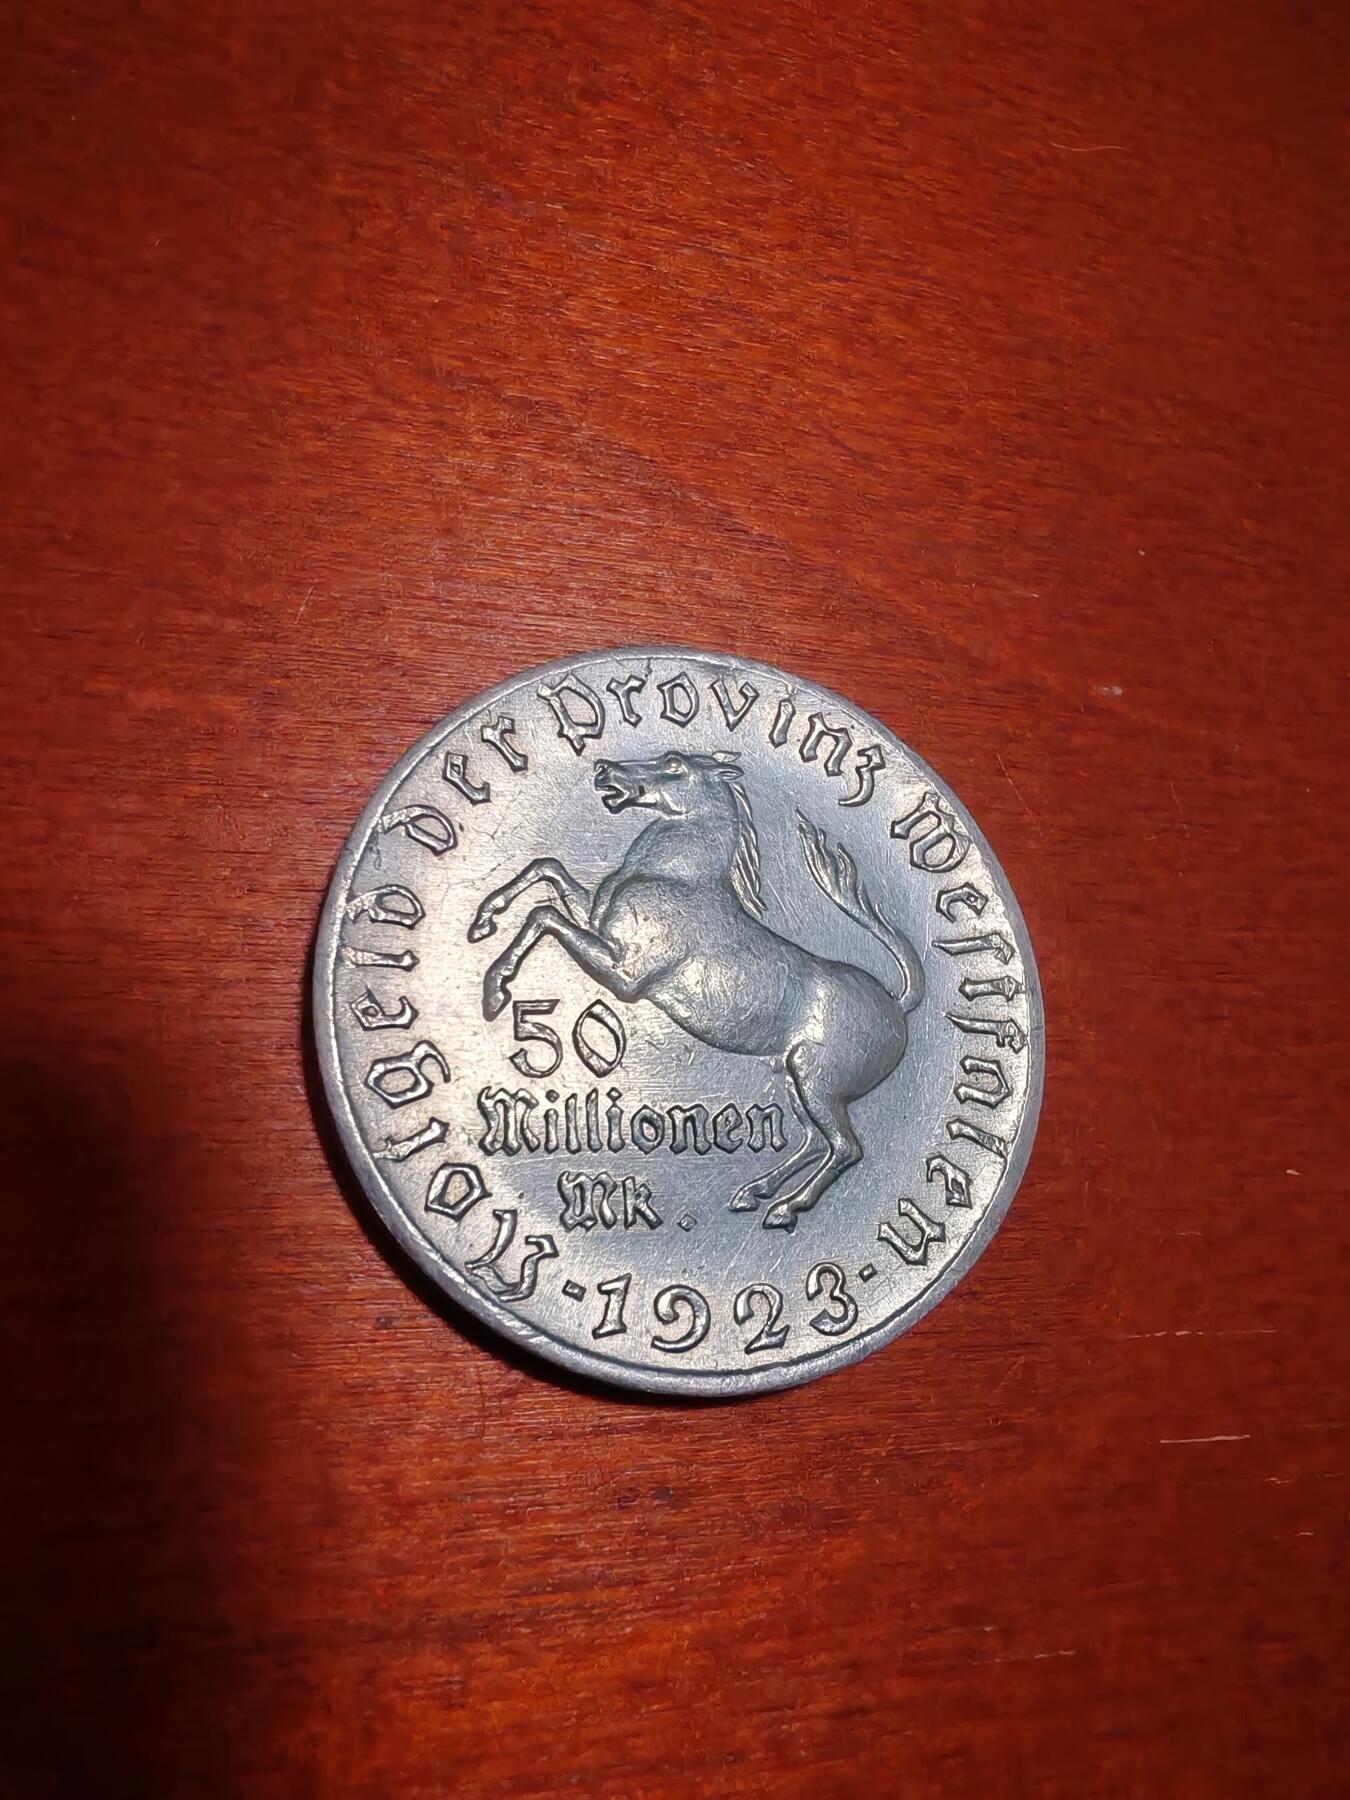 Notgeld der Provinz Westfalen
50
Millionen
Mk.
·1923·